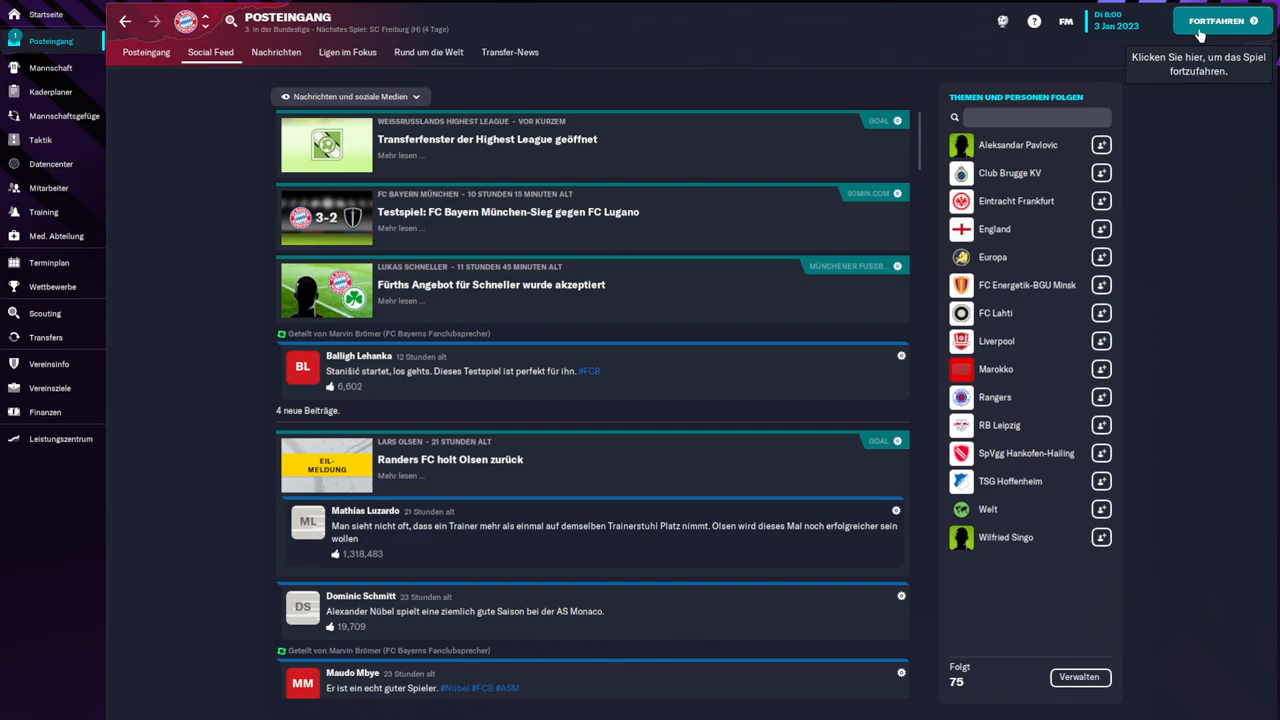 Startseite
1
Posteingang
Mannschaft
Kaderplaner
Mannschaftsgefüge
Taktik
Datencenter
Mitarbeiter
Training
Med. Abteilung
Terminplan
Wettbewerbe
Scouting
Transfers
Vereinsinfo
Vereinsziele
Finanzen
Leistungszentrum
POSTEINGANG
3. in der Bundesliga - Nächstes Spiel: SC Freiburg (H) (4 Tage)
?
FM
Di 8:00
3 Jan 2023
FORTFAHREN
Klicken Sie hier, um das Spiel
fortzufahren.
Posteingang
Social Feed
Nachrichten
Ligen im Fokus
Rund um die Welt
Transfer-News
Nachrichten und soziale Medien
WEISSRUSSLANDS HIGHEST LEAGUE - VOR KURZEM
GOAL
Transferfenster der Highest League geöffnet
Mehr lesen ...
FC BAYERN MÜNCHEN - 10 STUNDEN 15 MINUTEN ALT
90MIN.COM
3-2
Testspiel: FC Bayern München-Sieg gegen FC Lugano
Mehr lesen ...
LUKAS SCHNELLER - 11 STUNDEN 45 MINUTEN ALT
MÜNCHENER FUSSB...
Fürths Angebot für Schneller wurde akzeptiert
Mehr lesen ...
Geteilt von Marvin Brömer (FC Bayerns Fanclubsprecher)
BL
Balligh Lehanka 12 Stunden alt
Stanišić startet, los gehts. Dieses Testspiel ist perfekt für ihn. #FCB
6,602
4 neue Beiträge.
LARS OLSEN - 21 STUNDEN ALT
GOAL
EIL-
MELDUNG
Randers FC holt Olsen zurück
Mehr lesen ...
ML
Mathías Luzardo 21 Stunden alt
Man sieht nicht oft, dass ein Trainer mehr als einmal auf demselben Trainerstuhl Platz nimmt. Olsen wird dieses Mal noch erfolgreicher sein
wollen
1,318,483
DS
Dominic Schmitt 23 Stunden alt
Alexander Nübel spielt eine ziemlich gute Saison bei der AS Monaco.
19,709
Geteilt von Marvin Brömer (FC Bayerns Fanclubsprecher)
MM
Maudo Mbye 23 Stunden alt
Er ist ein echt guter Spieler. #Nübel #FCB #ASM
THEMEN UND PERSONEN FOLGEN
Aleksandar Pavlovic
Club Brugge KV
Eintracht Frankfurt
England
Europa
FC Energetik-BGU Minsk
FC Lahti
Liverpool
Marokko
Rangers
RB Leipzig
SpVgg Hankofen-Hailing
TSG Hoffenheim
Welt
Wilfried Singo
Folgt
75
Verwalten